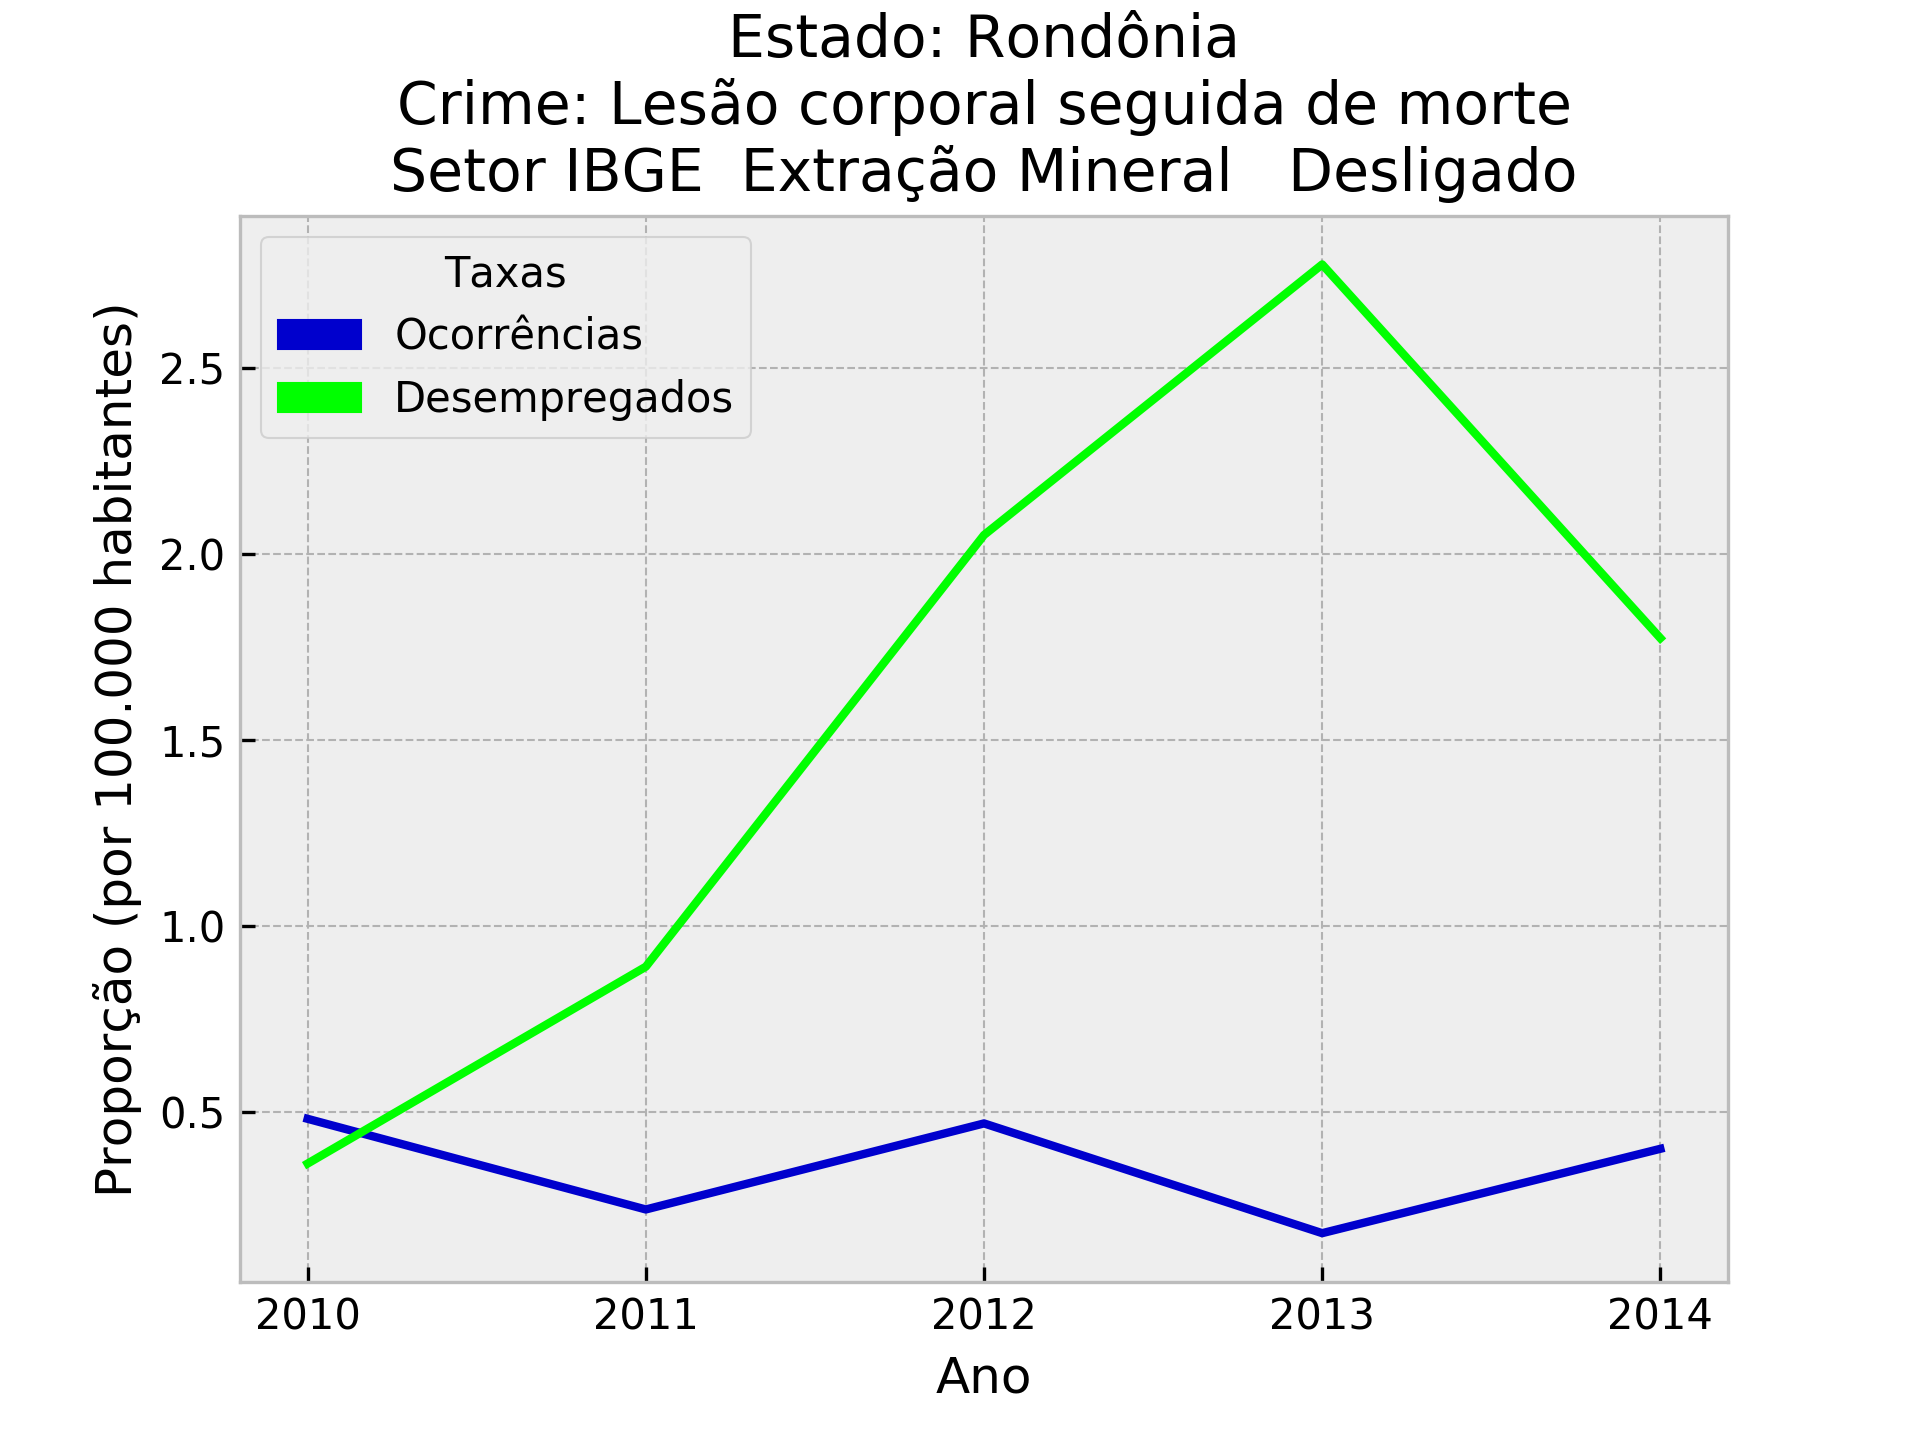 Estado: Rondônia
Crime: Lesão corporal seguida de morte
Setor IBGE  Extração Mineral   Desligado
Taxas
Ocorrências
Desempregados
Proporção (por 100.000 habitantes)
2.5
2.0
1.5
1.0
0.5
2010 2011 2012 2013 2014
Ano